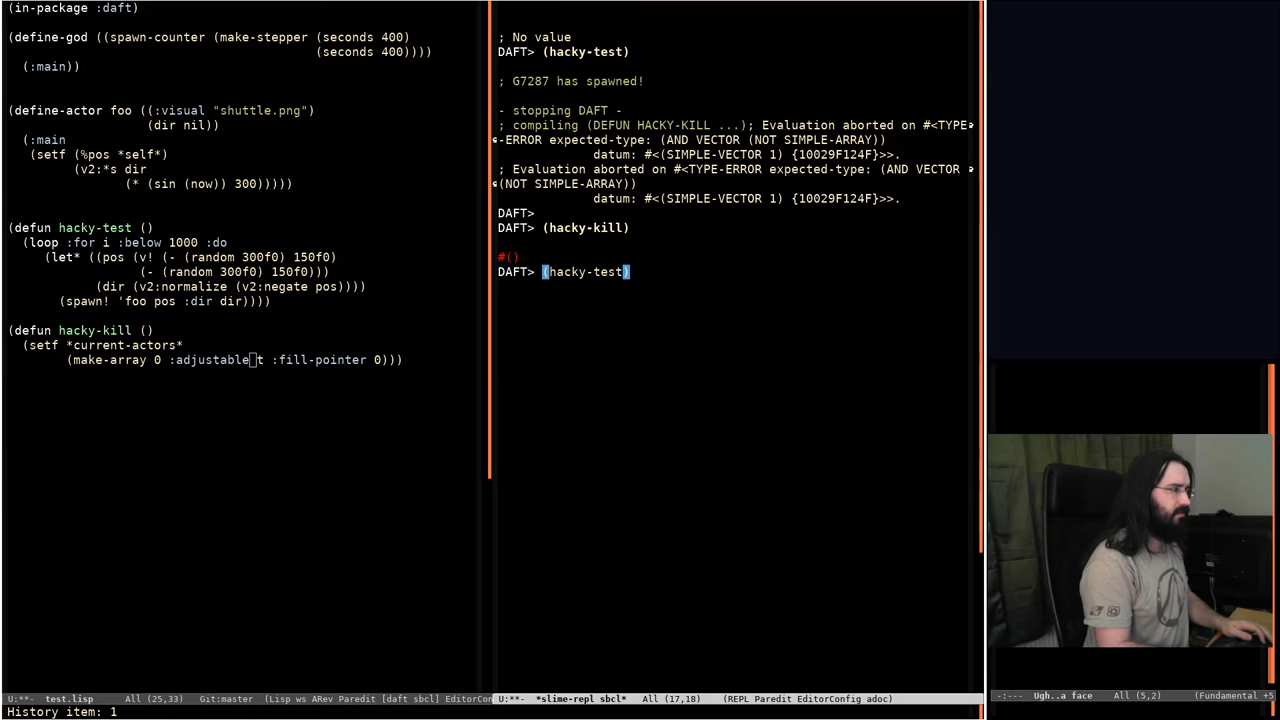 (in-package :daft)
(define-god ((spawn-counter (make-stepper (seconds 400)
(seconds 400))))
(:main))
(define-actor foo ((:visual "shuttle.png")
(dir nil))
(:main
(setf (%pos *self*)
(v2:*s dir
(* (sin (now)) 300)))))
(defun hacky-test ()
(loop :for i :below 1000 :do
(let* ((pos (v! (- (random 300f0) 150f0)
(- (random 300f0) 150f0)))
(dir (v2:normalize (v2:negate pos))))
(spawn! 'foo pos :dir dir))))
(defun hacky-kill ()
(setf *current-actors*
(make-array 0 :adjustable t :fill-pointer 0)))
U:**-  test.lisp      All (25,33)   Git:master  (Lisp ws ARev Paredit [daft sbcl] EditorCon
; No value
DAFT> (hacky-test)
; G7287 has spawned!
- stopping DAFT -
; compiling (DEFUN HACKY-KILL ...); Evaluation aborted on #<TYPE
-ERROR expected-type: (AND VECTOR (NOT SIMPLE-ARRAY))
datum: #<(SIMPLE-VECTOR 1) {10029F124F}>>.
; Evaluation aborted on #<TYPE-ERROR expected-type: (AND VECTOR
(NOT SIMPLE-ARRAY))
datum: #<(SIMPLE-VECTOR 1) {10029F124F}>>.
DAFT>
DAFT> (hacky-kill)
#()
DAFT> (hacky-test)
U:**-  *slime-repl sbcl*   All (17,18)    (REPL Paredit EditorConfig adoc)
-:---  Ugh..a face    All (5,2)      (Fundamental +5
History item: 1